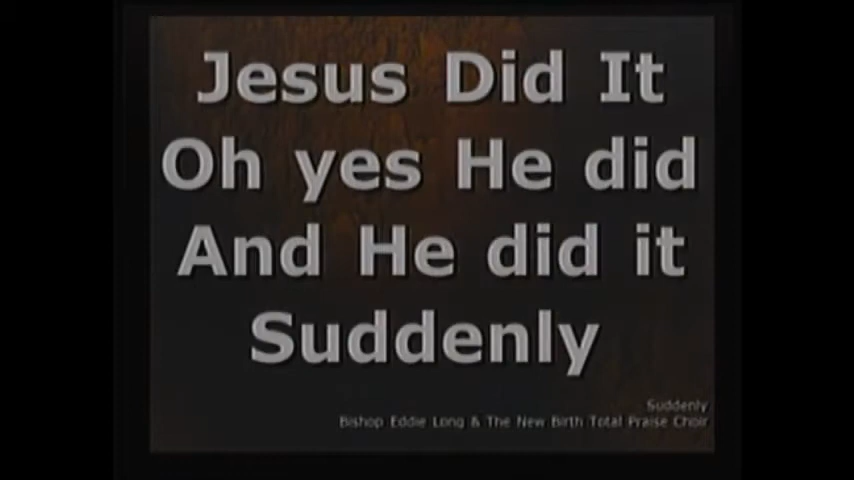 Jesus Did It
Oh yes He did
And He did it
Suddenly
Suddenly
Bishop Eddie Long & The New Birth Total Praise Choir